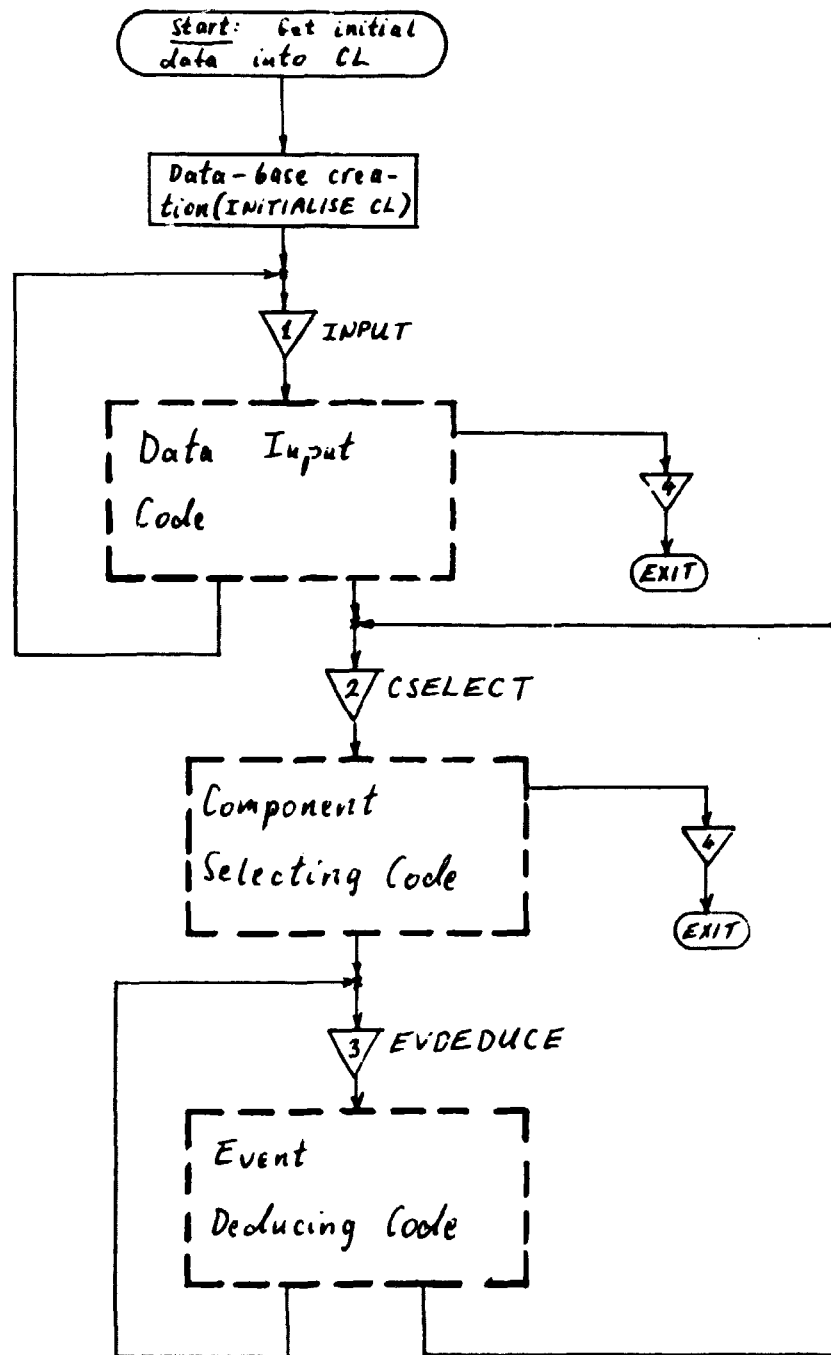 Start: Get initial
data into CL
Data-base crea-
tion(INITIALISE CL)
1 INPUT
Data Input
Code
4
EXIT
2 CSELECT
Component
Selecting Code
4
EXIT
3 EVDEDUCE
Event
Deducing Code